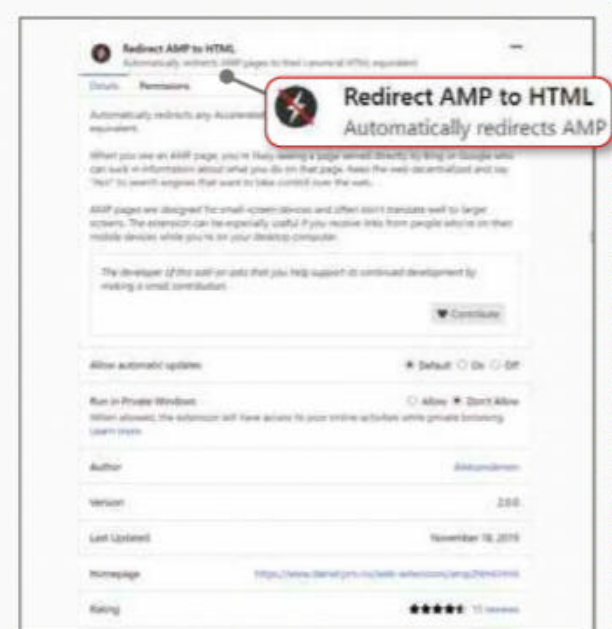 Redirect AMP to HTML
Automatically redirects AMP pages to their canonical HTML equivalent
Details Permissions
Redirect AMP to HTML
Automatically redirects AMP
Automatically redirects any Accelerated
equivalent.
When you see an AMP page, you're likely seeing a page served directly by Bing or Google who
can suck in information about what you do on that page. Keep the web decentralized and say
to search engines that want to take control over the web.
AMP pages are designed for small-screen devices and often don't translate well to larger
screens. The extension can be especially useful if you receive links from people who're on their
mobile devices while you're on your desktop computer.
The developer of this add-on asks that you help support its continued development by
making a small contribution.
Contribute
Allow automatic updates Default On Off
Run in Private Windows Allow Don't Allow
When allowed, the extension will have access to your online activities while private browsing.
Learn more
Author
Version 2.0.0
Last Updated November 18, 2019
Homepage
Rating reviews